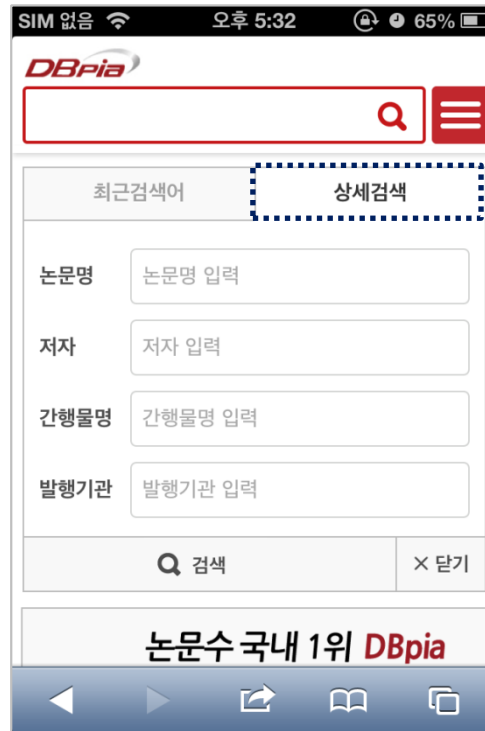 SIM 없음 오후 5:32 65%
DBpia
최근검색어 상세검색
논문명 논문명 입력
저자 저자 입력
간행물명 간행물명 입력
발행기관 발행기관 입력
검색 × 닫기
논문수 국내 1위 DBpia